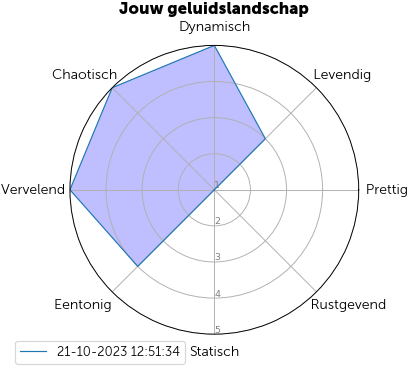 Jouw geluidslandschap
Dynamisch
Chaotisch
Levendig
Vervelend
1
Prettig
2
3
4
Eentonig
Rustgevend
5
21-10-2023 12:51:34
Statisch